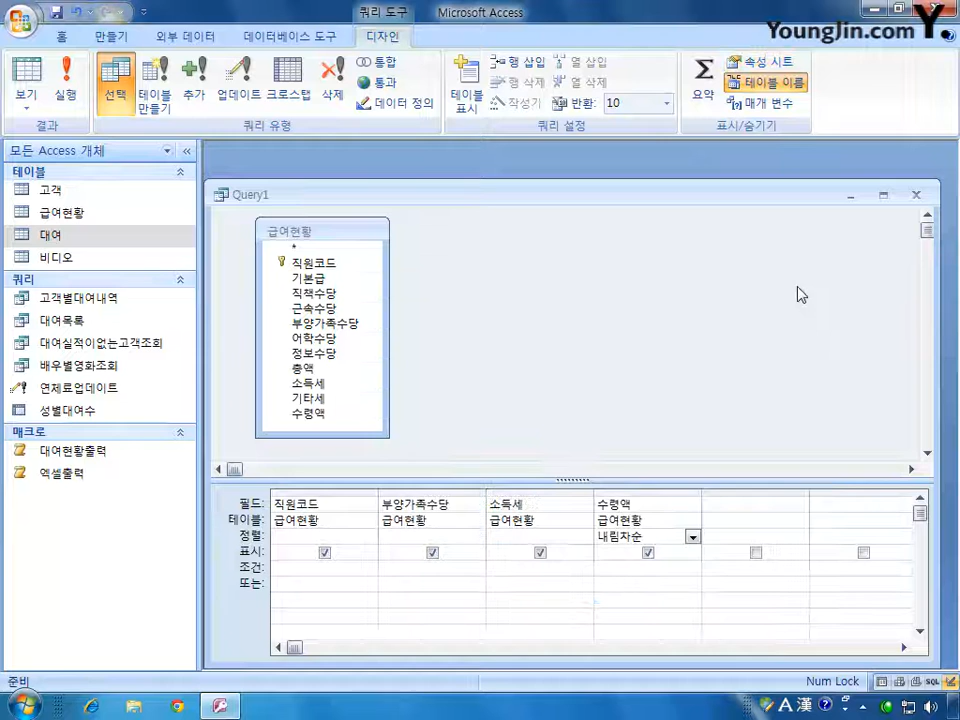 쿼리 도구
Microsoft Access
YoungJin.com Y.
홈
만들기
외부 데이터
데이터베이스 도구
디자인
보기
실행
선택
테이블
만들기
추가
업데이트
크로스탭
삭제
통합
통과
데이터 정의
테이블
표시
행 삽입
행 삭제
작성기
열 삽입
열 삭제
반환: 10
요약
속성 시트
테이블 이름
매개 변수
결과
쿼리 유형
쿼리 설정
표시/숨기기
모든 Access 개체
테이블
고객
급여현황
대여
비디오
쿼리
고객별대여내역
대여목록
대여실적이없는고객조회
배우별영화조회
연체료업데이트
성별대여수
매크로
대여현황출력
엑셀출력
Query1
급여현황
*
직원코드
기본급
직책수당
근속수당
부양가족수당
어학수당
정보수당
총액
소득세
기타세
수령액
필드: 직원코드 부양가족수당 소득세 수령액
테이블: 급여현황 급여현황 급여현황 급여현황
정렬: 내림차순
표시:
조건:
또는:
준비
Num Lock
SQL
A 漢